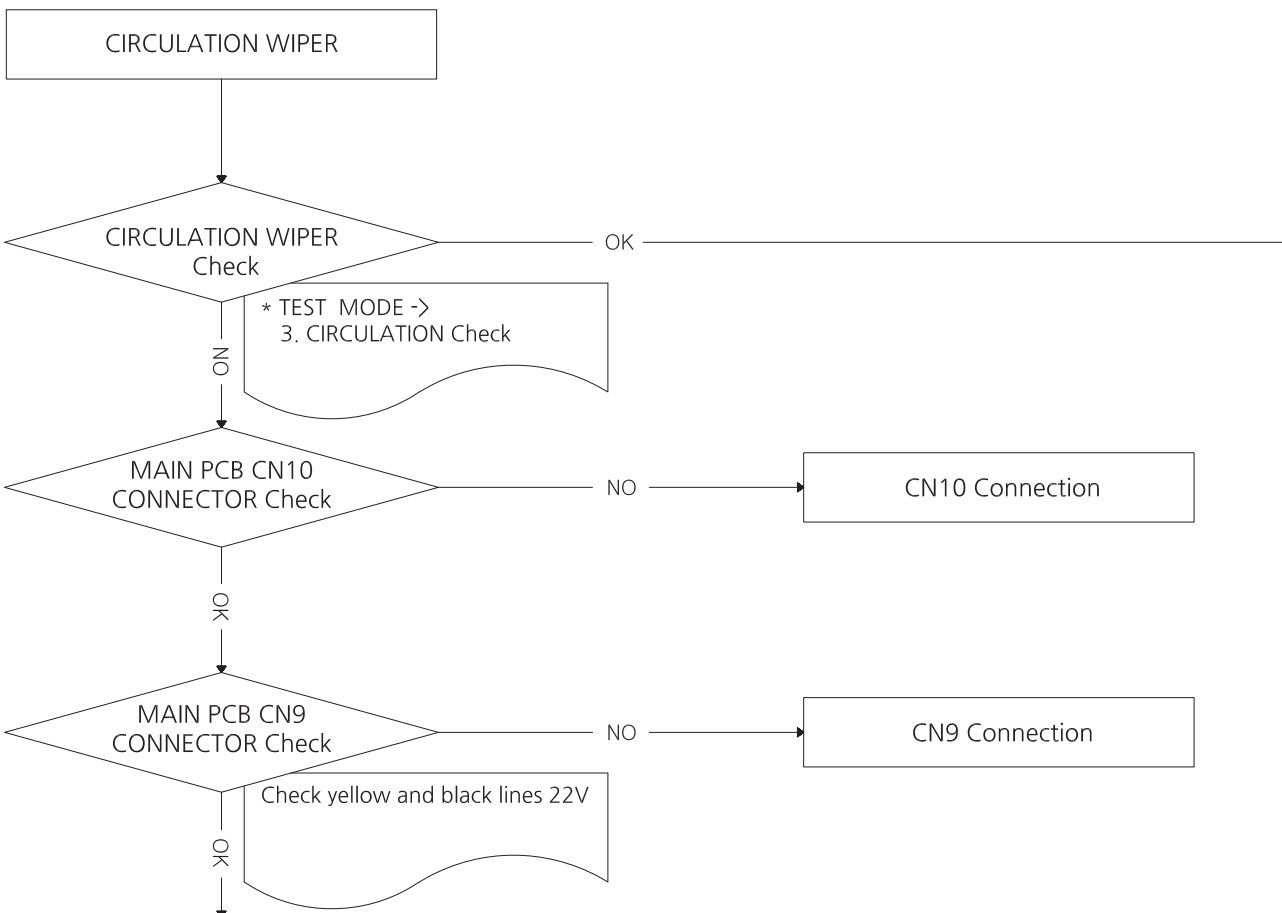 CIRCULATION WIPER
CIRCULATION WIPER
Check
OK
* TEST MODE ->
3. CIRCULATION Check
NO
MAIN PCB CN10
CONNECTOR Check
NO
CN10 Connection
OK
MAIN PCB CN9
CONNECTOR Check
NO
CN9 Connection
Check yellow and black lines 22V
OK